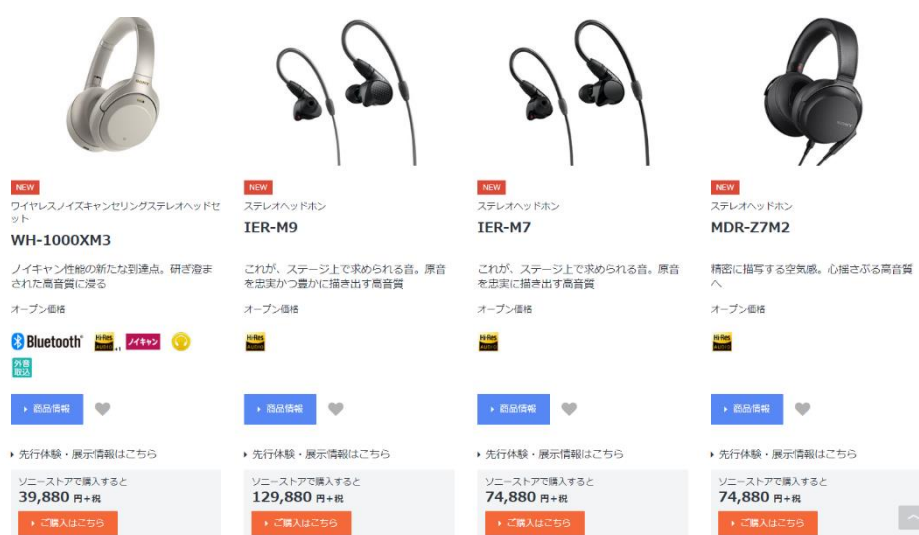 NEW
ワイヤレスノイズキャンセリングステレオヘッドセ
ット
WH-1000XM3
ノイキャン性能の新たな到達点。研ぎ澄ま
された高音質に浸る
オープン価格
Bluetooth Hi-Res AUDIO *1 ノイキャン
外音
取込
商品情報
先行体験・展示情報はこちら
ソニーストアで購入すると
39,880 円+税
ご購入はこちら
NEW
ステレオヘッドホン
IER-M9
これが、ステージ上で求められる音。原音
を忠実かつ豊かに描き出す高音質
オープン価格
Hi-Res
AUDIO
商品情報
先行体験・展示情報はこちら
ソニーストアで購入すると
129,880 円+税
ご購入はこちら
NEW
ステレオヘッドホン
IER-M7
これが、ステージ上で求められる音。原音
を忠実に描き出す高音質
オープン価格
Hi-Res
AUDIO
商品情報
先行体験・展示情報はこちら
ソニーストアで購入すると
74,880 円+税
ご購入はこちら
NEW
ステレオヘッドホン
MDR-Z7M2
精密に描写する空気感。心揺さぶる高音質
へ
オープン価格
Hi-Res
AUDIO
商品情報
先行体験・展示情報はこちら
ソニーストアで購入すると
74,880 円+税
ご購入はこちら